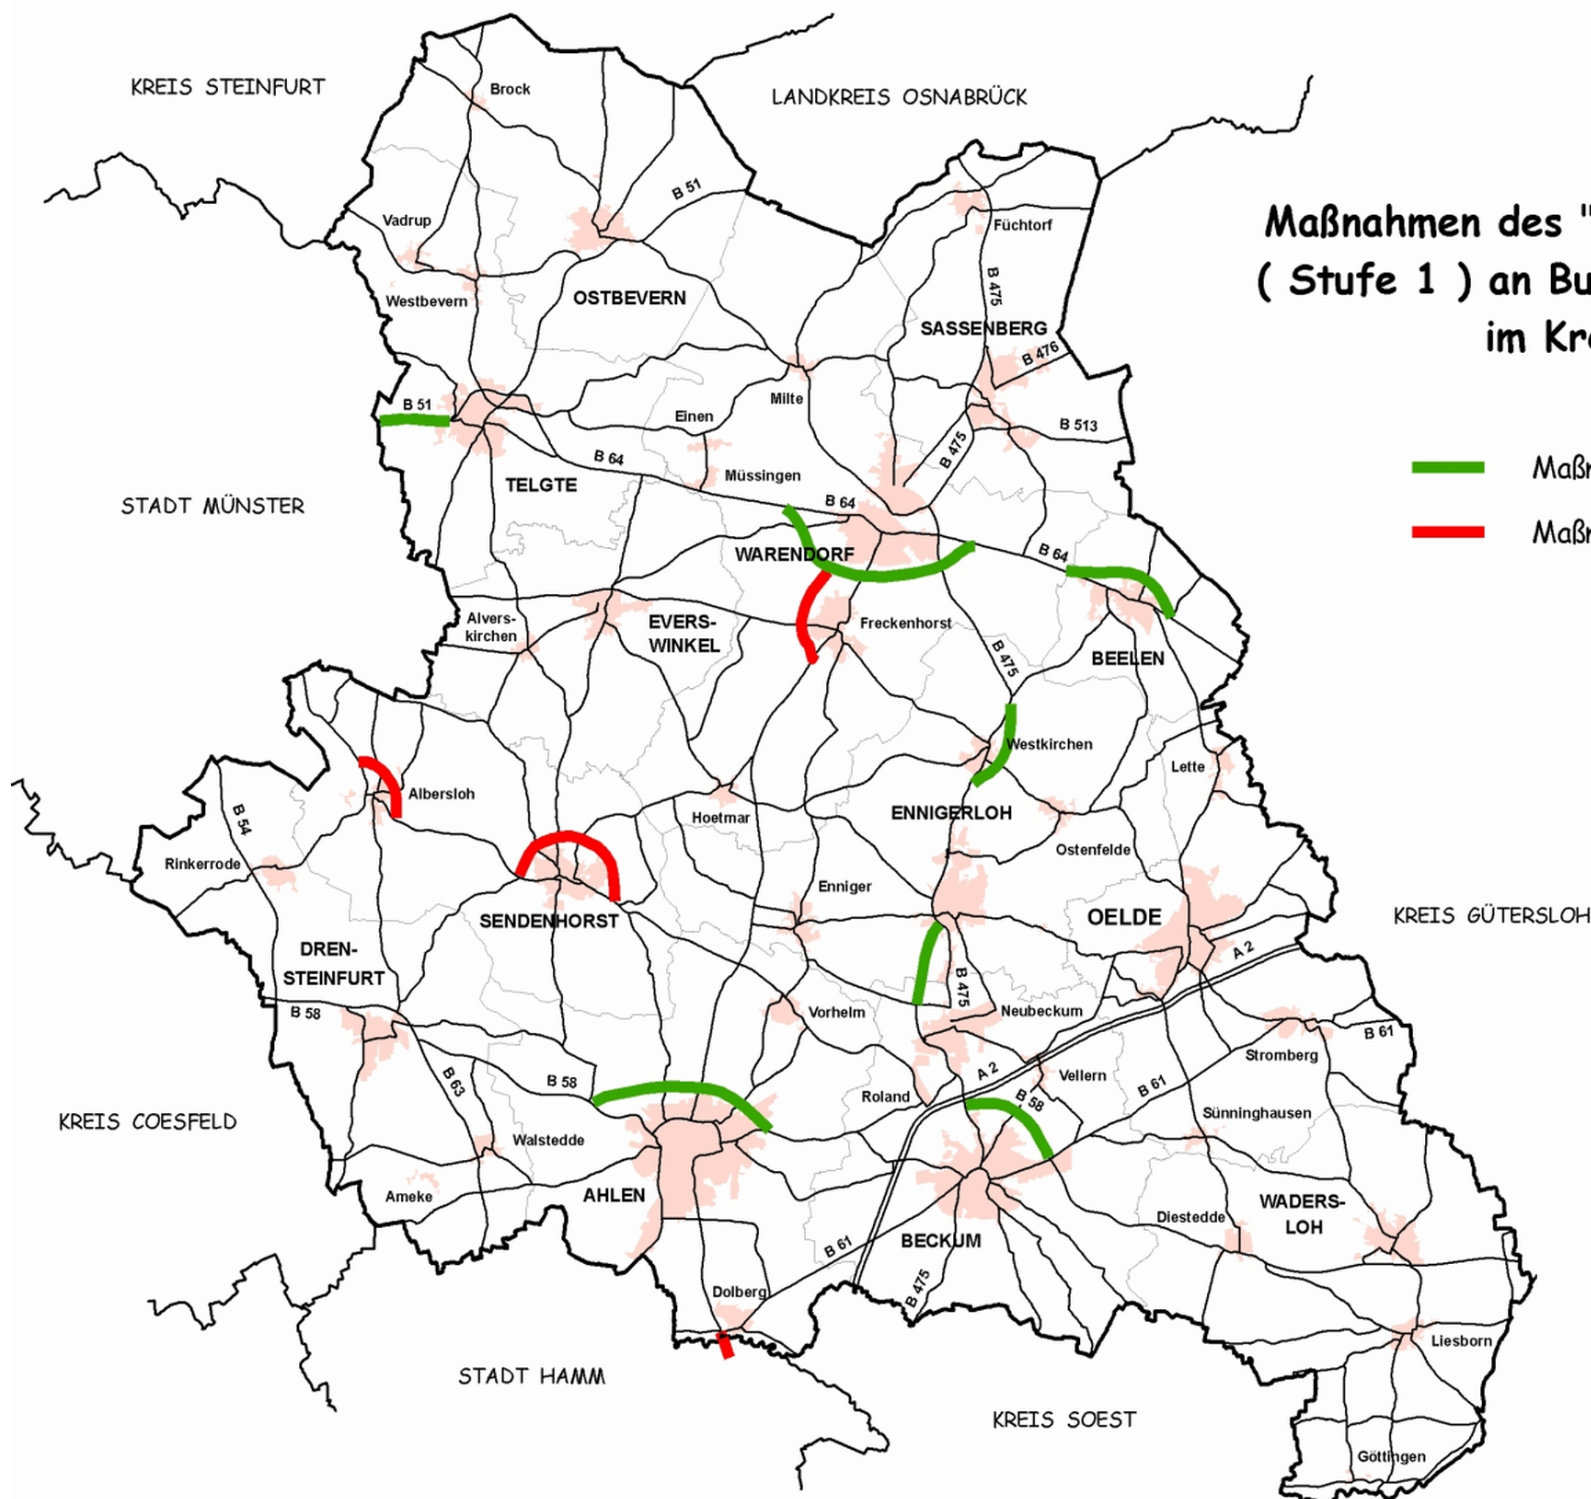 KREIS STEINFURT
LANDKREIS OSNABRÜCK
Brock
B 51
Vadrup
Füchtorf
Maßnahmen des "
( Stufe 1 ) an Bu
im Kre
B 475
Westbevern
OSTBEVERN
SASSENBERG
B 476
B 51
Milte
Einen
B 513
B 475
B 64
Müssingen
Maßn
TELGTE
STADT MÜNSTER
B 64
Maßn
WARENDORF
B 64
Alvers-
kirchen
EVERS-
WINKEL
Freckenhorst
B 475
BEELEN
Westkirchen
Lette
Albersloh
B 54
Hoetmar
ENNIGERLOH
Ostenfelde
Rinkerode
Enniger
SENDENHORST
OELDE
KREIS GÜTERSLOH
DREN-
STEINFURT
A 2
B 475
B 58
Vorhelm
Neubeckum
B 61
Stromberg
B 63
B 58
A 2
Vellern
B 61
Roland
B 58
Sünninghausen
KREIS COESFELD
Walstedde
Ameke
AHLEN
WADERS-
LOH
Diestedde
BECKUM
B 61
B 475
Dolberg
Liesborn
STADT HAMM
KREIS SOEST
Göttingen